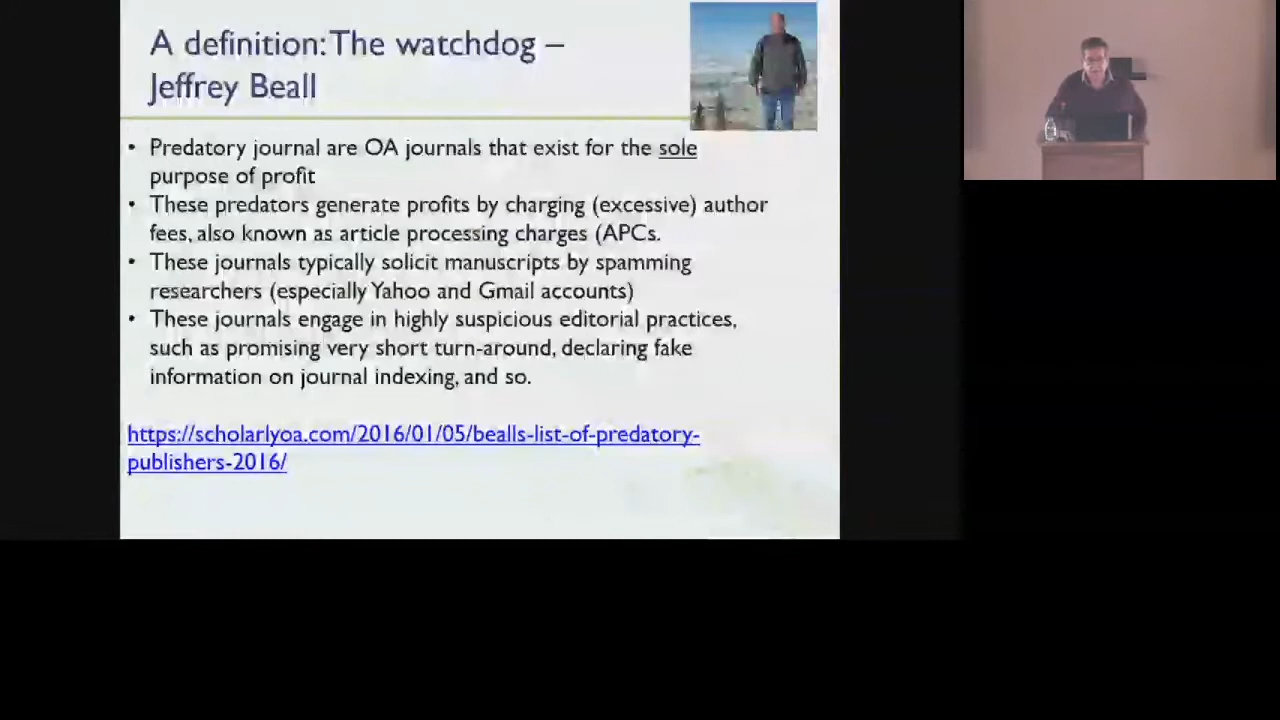 A definition: The watchdog –
Jeffrey Beall
• Predatory journal are OA journals that exist for the sole
purpose of profit
• These predators generate profits by charging (excessive) author
fees, also known as article processing charges (APCs.
• These journals typically solicit manuscripts by spamming
researchers (especially Yahoo and Gmail accounts)
• These journals engage in highly suspicious editorial practices,
such as promising very short turn-around, declaring fake
information on journal indexing, and so.
https://scholarlyoa.com/2016/01/05/bealls-list-of-predatory-
publishers-2016/